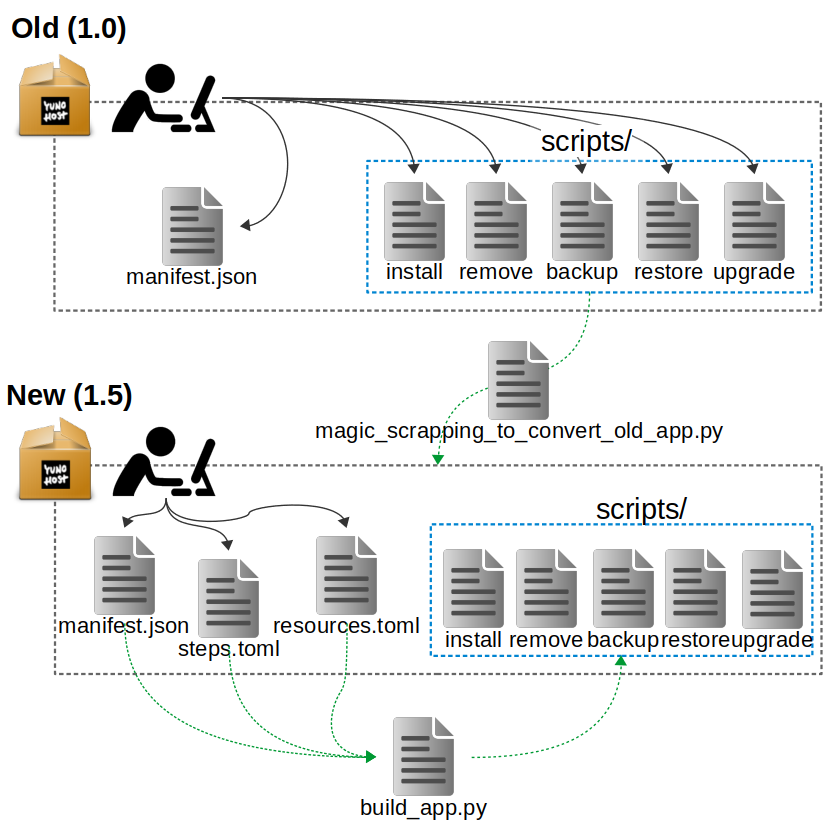 Old (1.0)
YUNO
HOST
scripts/
manifest.json
install remove backup restore upgrade
magic_scrapping_to_convert_old_app.py
New (1.5)
YUNO
HOST
scripts/
manifest.json
steps.toml
resources.toml
install remove backup restore upgrade
build_app.py